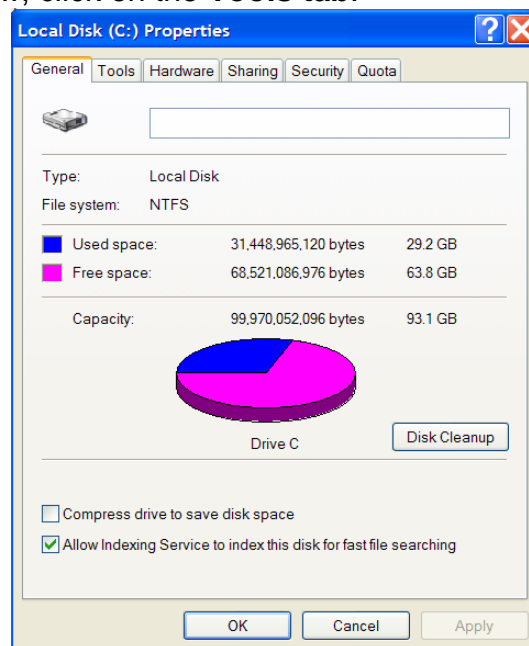 click on the Tools tab.
Local Disk (C:) Properties
General Tools Hardware Sharing Security Quota
Type: Local Disk
File system: NTFS
Used space: 31,448,965,120 bytes 29.2 GB
Free space: 68,521,086,976 bytes 63.8 GB
Capacity: 99,970,052,096 bytes 93.1 GB
Drive C
Disk Cleanup
Compress drive to save disk space
Allow Indexing Service to index this disk for fast file searching
OK Cancel Apply